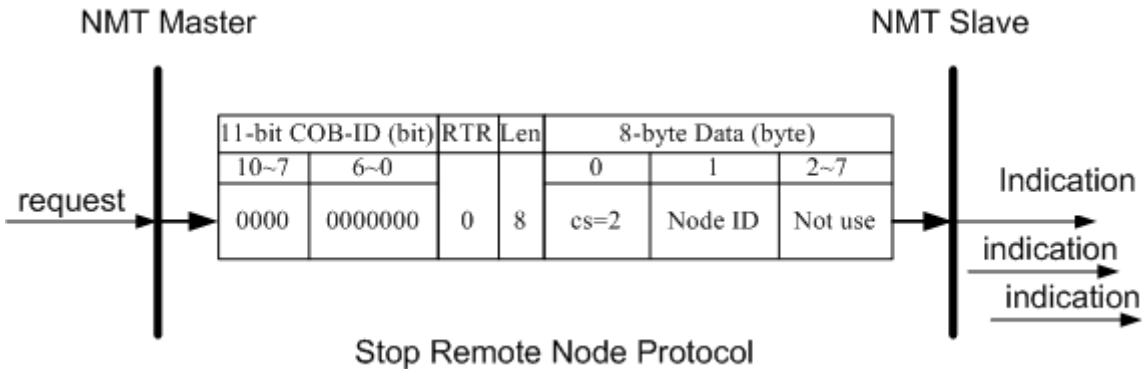 NMT Master NMT Slave
11-bit COB-ID (bit) RTR Len 8-byte Data (byte)
10~7 6~0 0 1 2~7
request 0000 0000000 0 8 cs=2 Node ID Not use Indication
indication
indication
Stop Remote Node Protocol